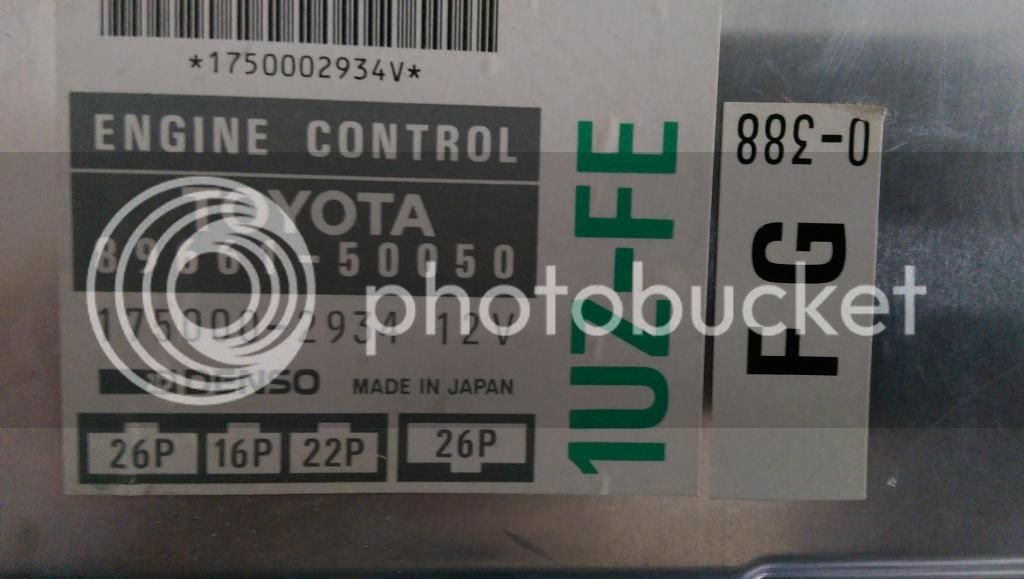 *1750002934V*
ENGINE CONTROL
TOYOTA
89661-50050
175000-2934 12V
DENSO MADE IN JAPAN
26P 16P 22P 26P
1UZ-FE
0-388
FG
photobucket